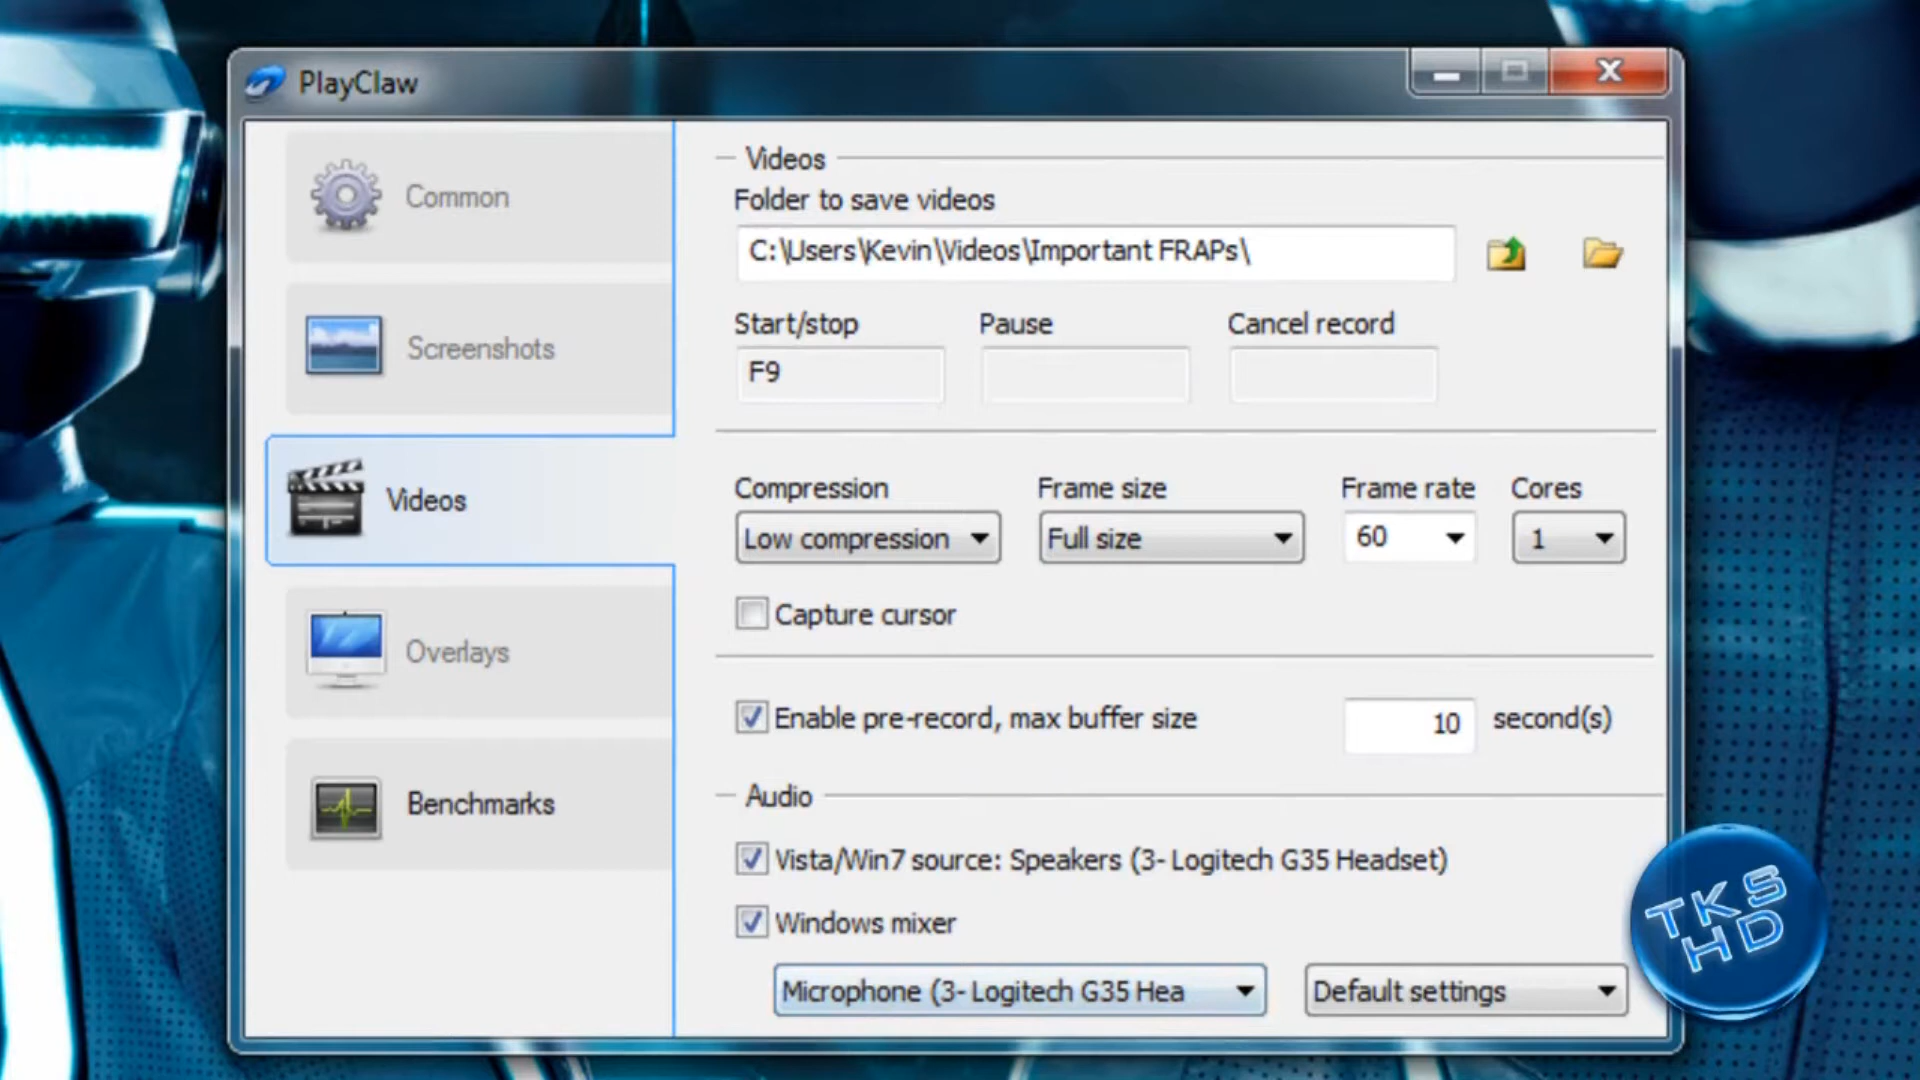 PlayClaw
Common
Screenshots
Videos
Overlays
Benchmarks
Videos
Folder to save videos
C:\Users\Kevin\Videos\Important FRAPs\
Start/stop Pause Cancel record
F9
Compression Frame size Frame rate Cores
Low compression Full size 60 1
Capture cursor
Enable pre-record, max buffer size 10 second(s)
Audio
Vista/Win7 source: Speakers (3- Logitech G35 Headset)
Windows mixer
Microphone (3- Logitech G35 Hea Default settings
TKS
HD